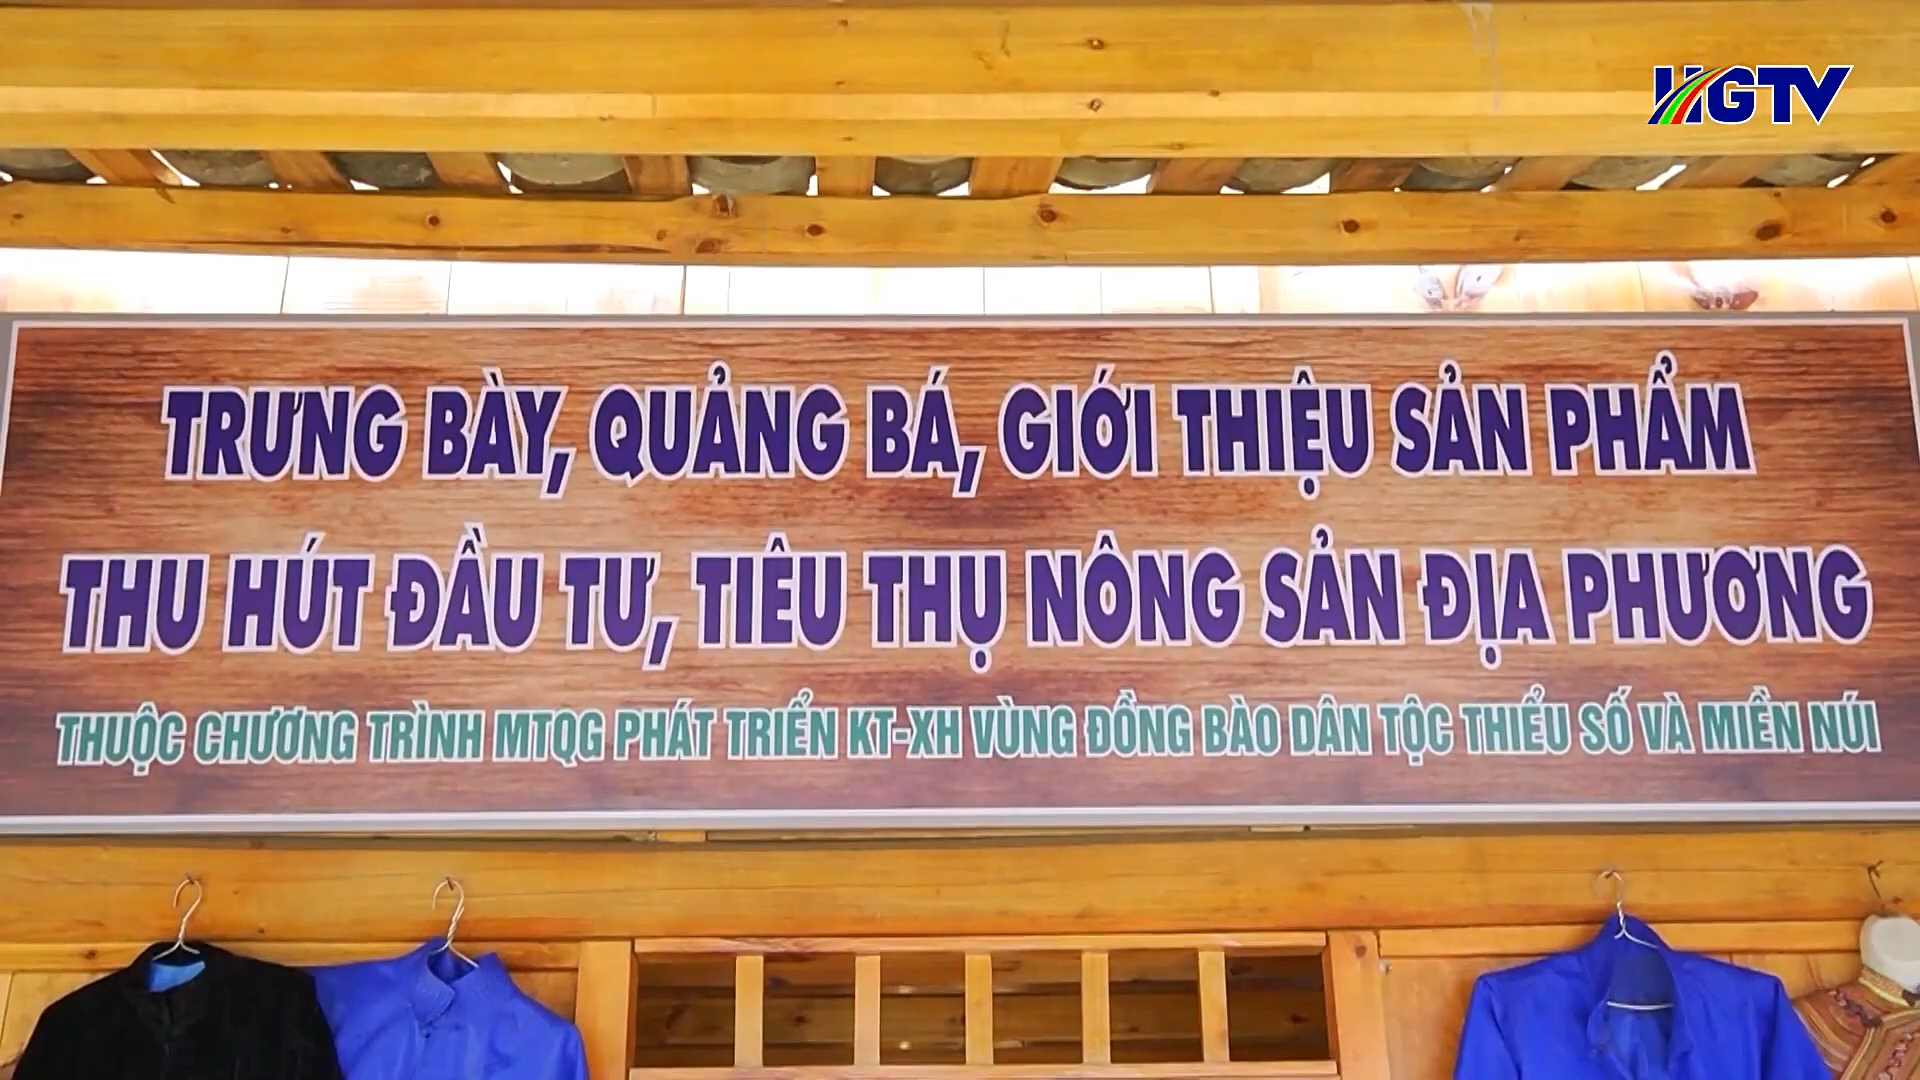 HGTV
TRƯNG BÀY, QUẢNG BÁ, GIỚI THIỆU SẢN PHẨM
THU HÚT ĐẦU TƯ, TIÊU THỤ NÔNG SẢN ĐỊA PHƯƠNG
THUỘC CHƯƠNG TRÌNH MTQG PHÁT TRIỂN KT-XH VÙNG ĐỒNG BÀO DÂN TỘC THIỂU SỐ VÀ MIỀN NÚI